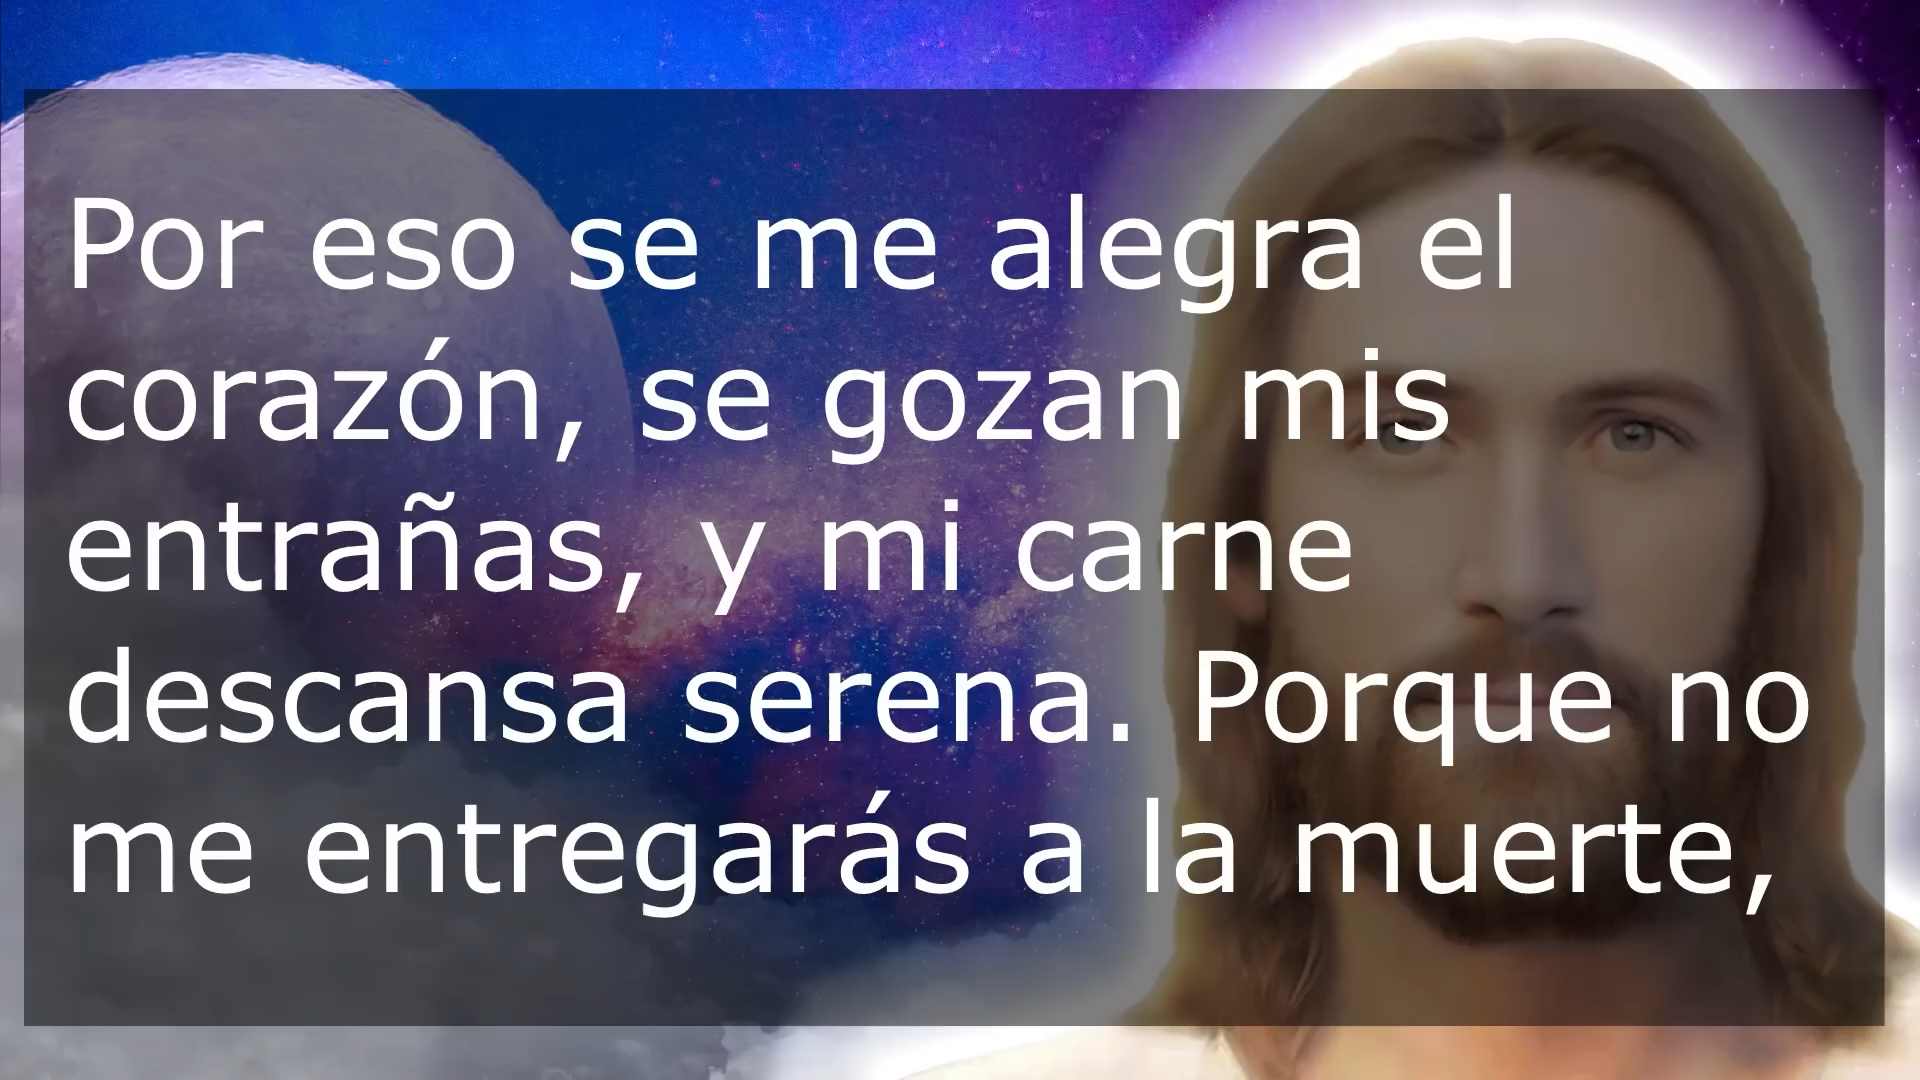 Por eso se me alegra el
corazón, se gozan mis
entrañas, y mi carne
descansa serena. Porque no
me entregarás a la muerte,